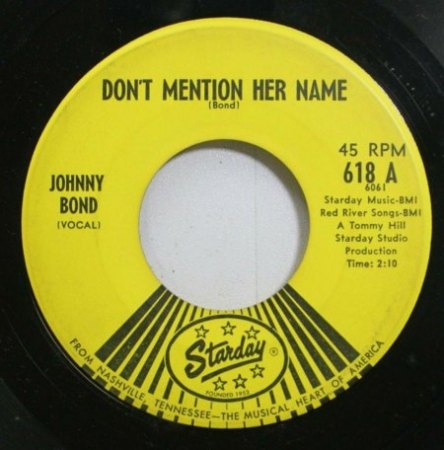 DON'T MENTION HER NAME
(Bond)
JOHNNY
BOND
(VOCAL)
45 RPM
618 A
6061
Starday Music-BMI
Red River Songs-BMI
A Tommy Hill
Starday Studio
Production
Time: 2:10
Starday
FOUNDED 1952
FROM NASHVILLE, TENNESSEE—THE MUSICAL HEART OF AMERICA